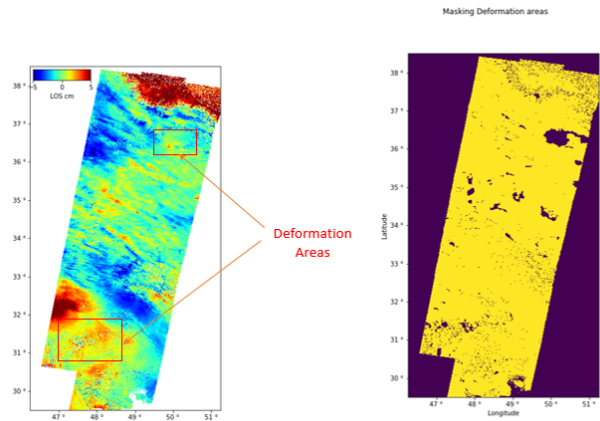 Masking Deformation areas
-5 0 5
LOS cm
38 °
37 °
36 °
35 °
34 °
33 °
32 °
31 °
30 °
47 ° 48 ° 49 ° 50 ° 51 °
Deformation
Areas
38 °
37 °
36 °
35 °
34 °
33 °
32 °
31 °
30 °
Latitude
47 ° 48 ° 49 ° 50 ° 51 °
Longitude